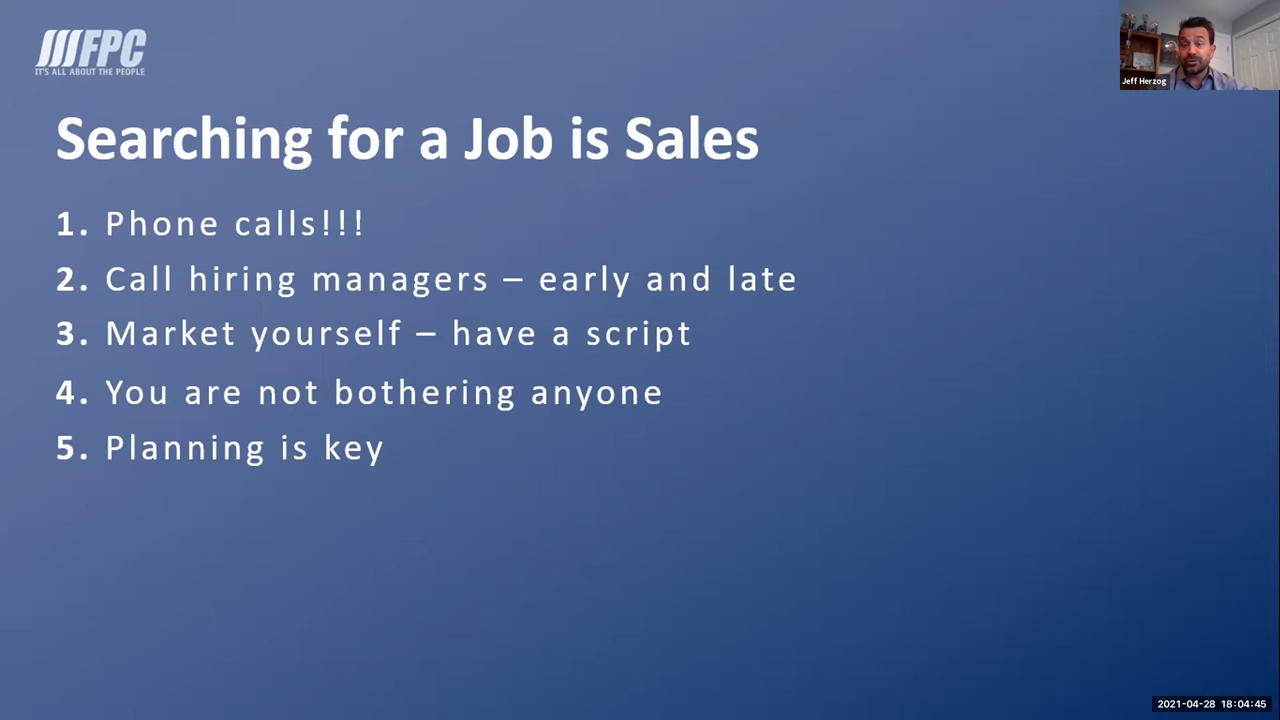 FPC
IT'S ALL ABOUT THE PEOPLE
Jeff Herzog
Searching for a Job is Sales
1. Phone calls!!!
2. Call hiring managers – early and late
3. Market yourself – have a script
4. You are not bothering anyone
5. Planning is key
2021-04-28 18:04:45